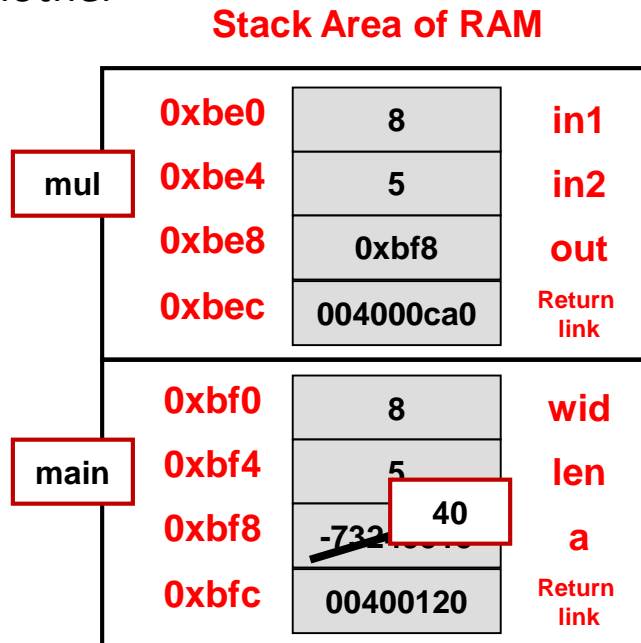 Stack Area of RAM
0xbe0 8 in1
mul 0xbe4 5 in2
0xbe8 0xbf8 out
0xbec 004000ca0 Return link
0xbf0 8 wid
main 0xbf4 5 len
0xbf8 40 a
0xbfc 00400120 Return link